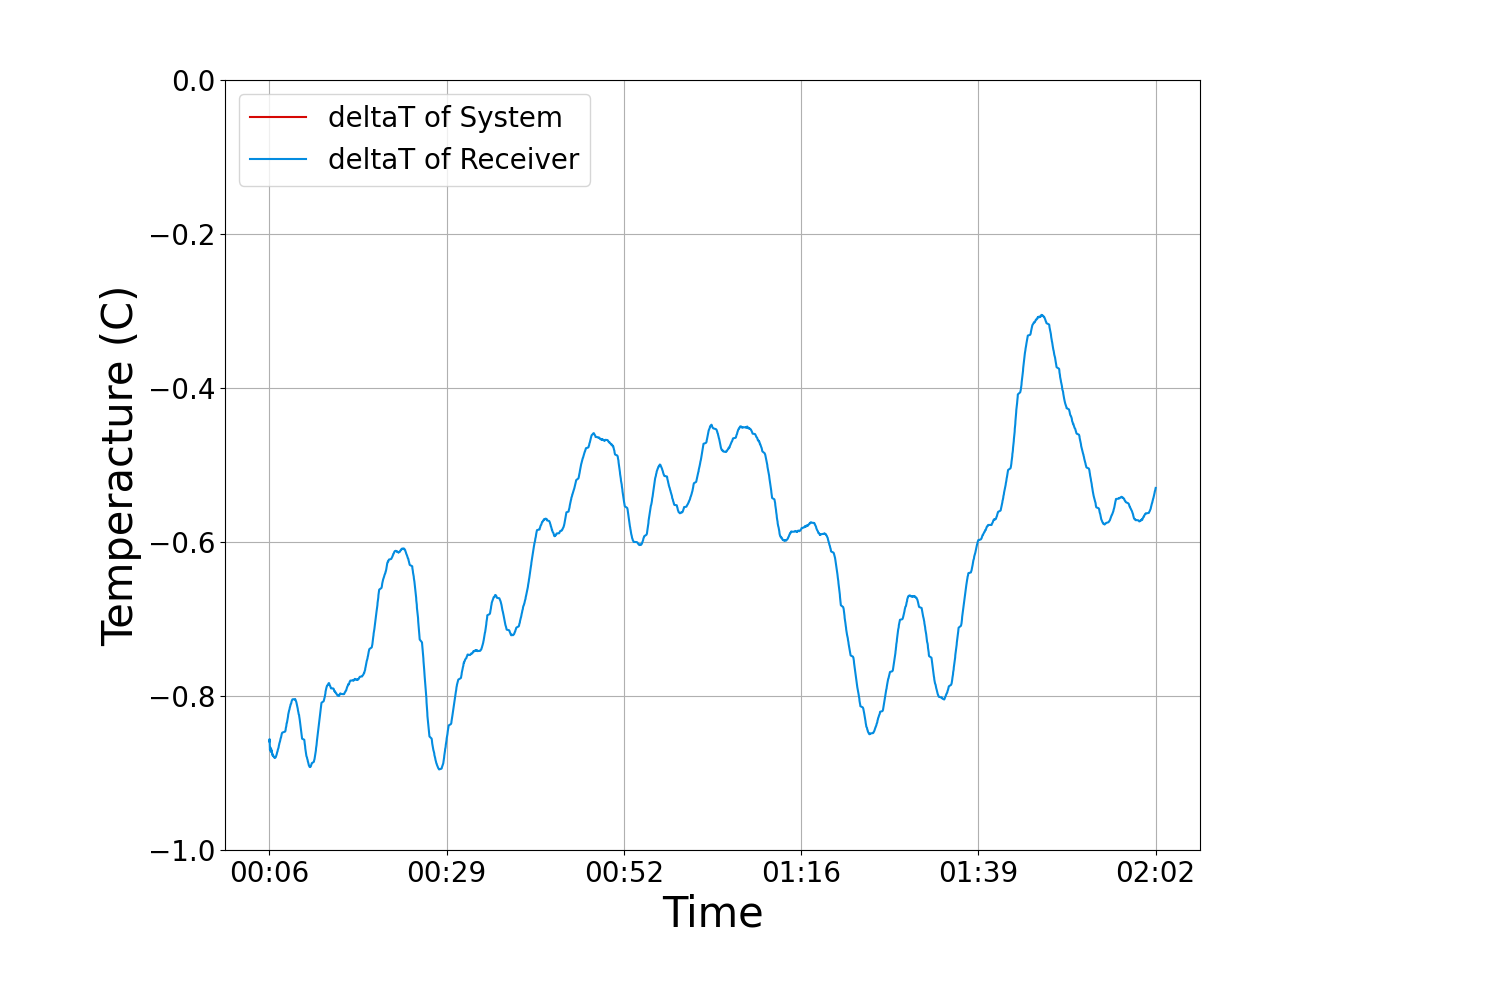 0.0
deltaT of System
deltaT of Receiver
−0.2
−0.4
−0.6
−0.8
−1.0
Temperacture (C)
00:06 00:29 00:52 01:16 01:39 02:02
Time